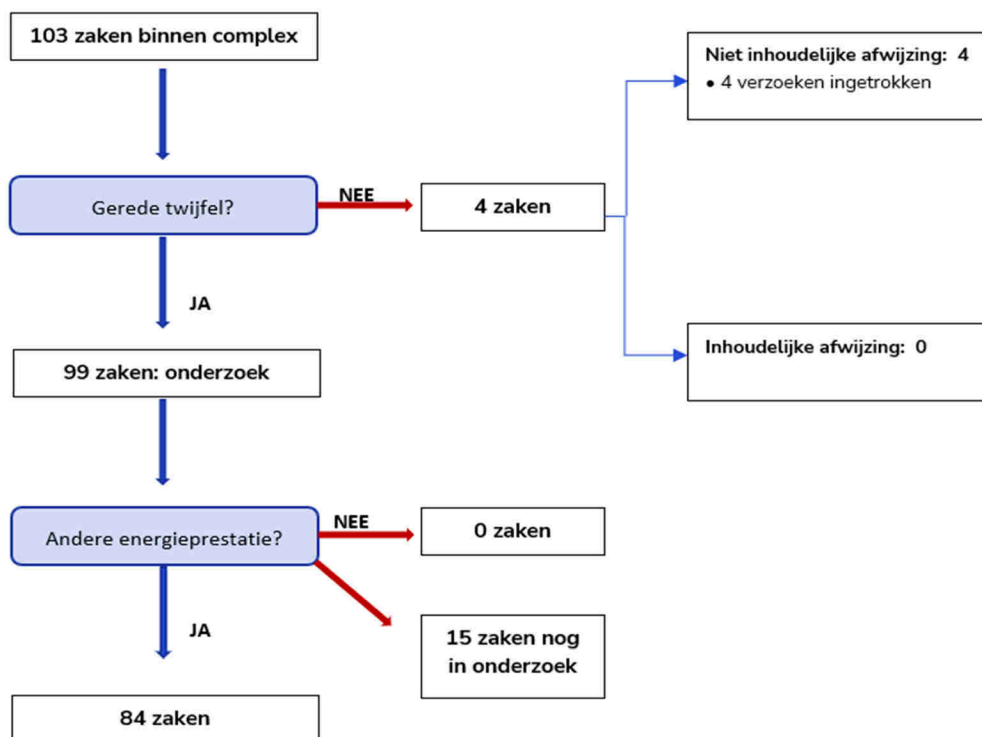 103 zaken binnen complex
Niet inhoudelijke afwijzing: 4
• 4 verzoeken ingetrokken
Gerede twijfel?
NEE
4 zaken
JA
Inhoudelijke afwijzing: 0
99 zaken: onderzoek
Andere energieprestatie?
NEE
0 zaken
JA
15 zaken nog
in onderzoek
84 zaken